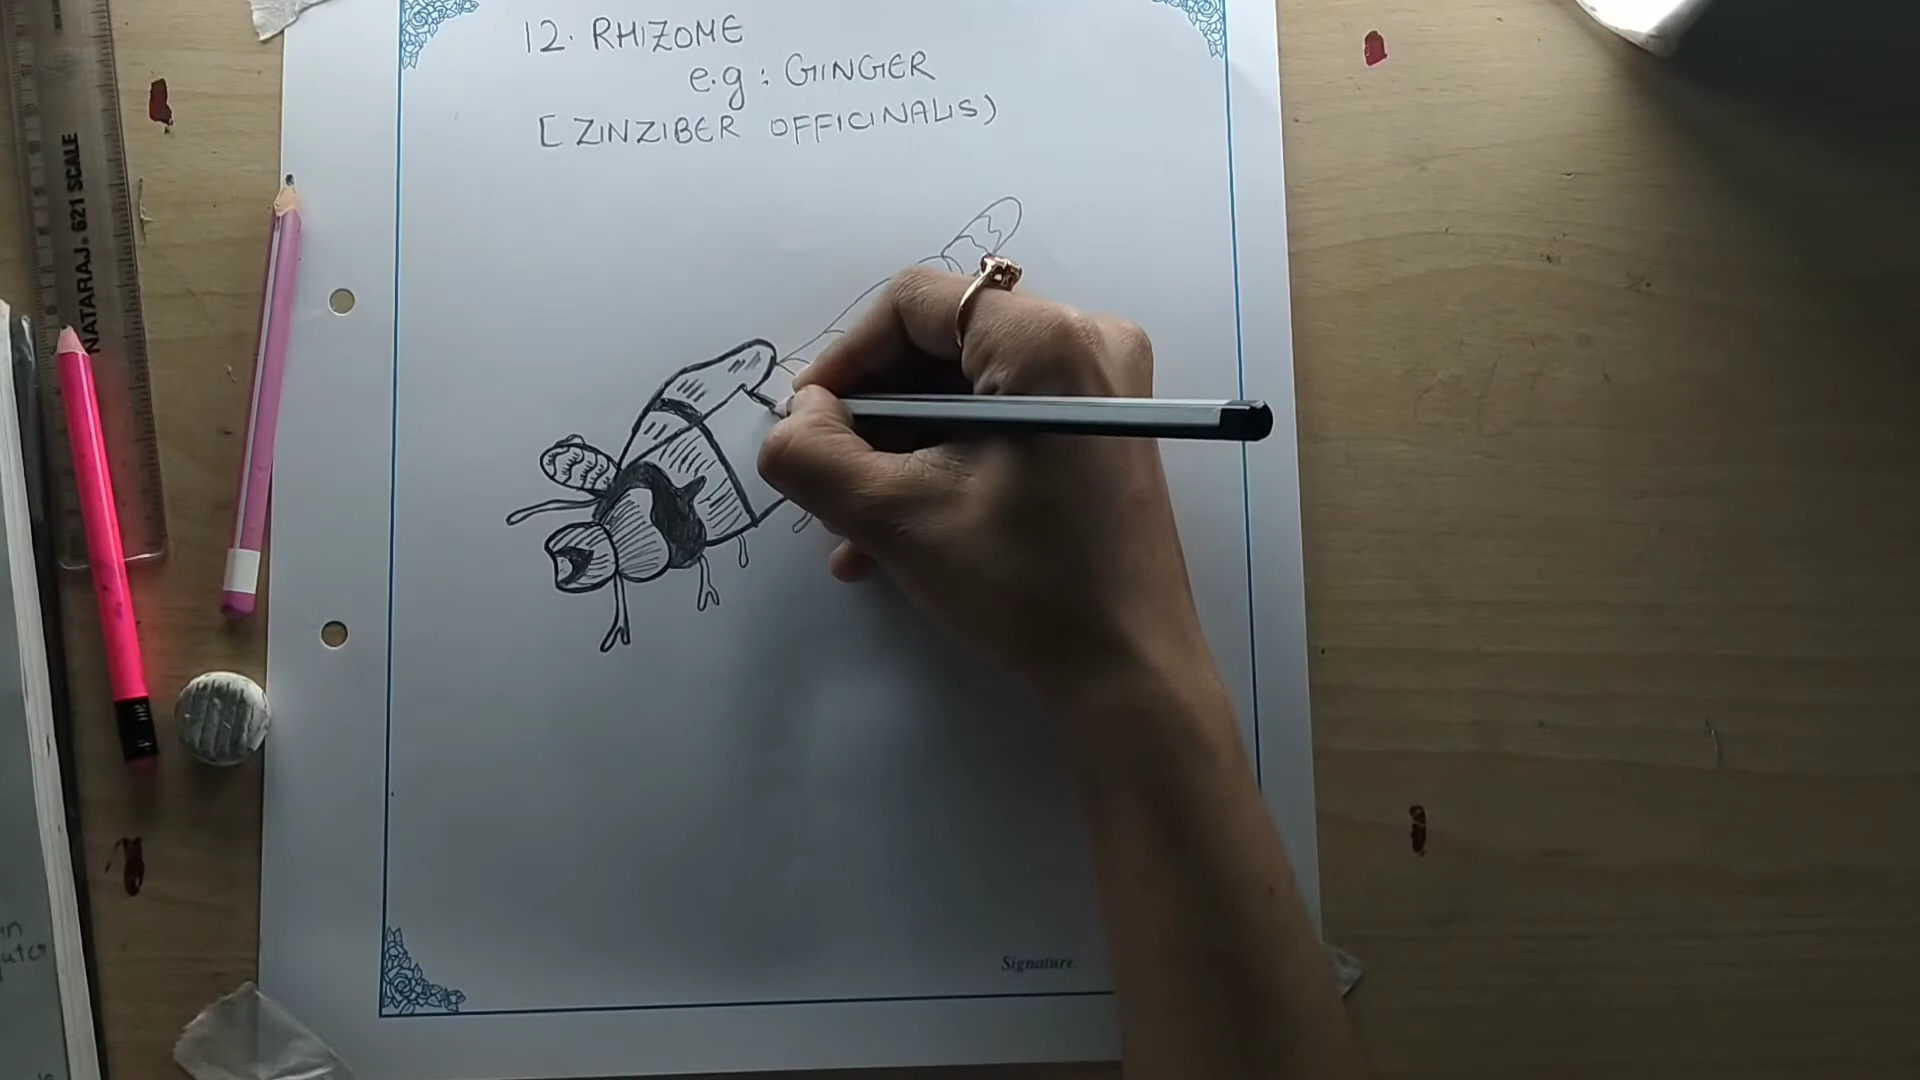 12. RHIZOME
e.g : GINGER
[ZINZIBER OFFICINALIS)
NATARAJ® 621 SCALE
Signature.